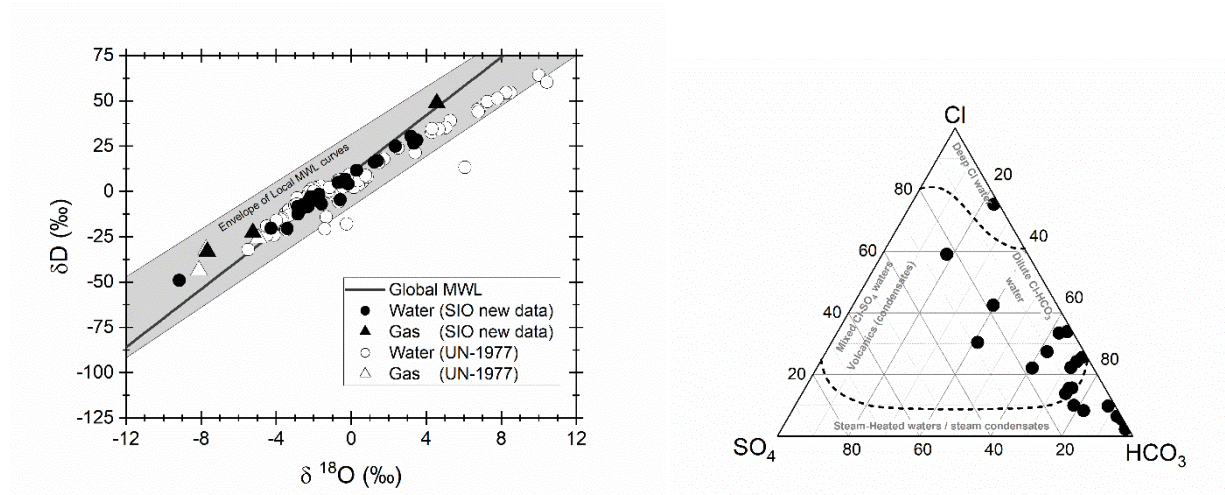 75
50
25
0
-25
-50
-75
-100
-125
δD (‰)
Envelope of Local MWL curves
Global MWL
Water (SIO new data)
Gas (SIO new data)
Water (UN-1977)
Gas (UN-1977)
-12 -8 -4 0 4 8 12
δ ¹⁸O (‰)
Cl
Deep Cl water
80 20
60 40
Mixed Cl-SO₄ waters
Volcanics (condensates)
Dilute Cl-HCO₃
water
40 60
20 80
Steam-Heated waters / steam condensates
SO₄ HCO₃
80 60 40 20